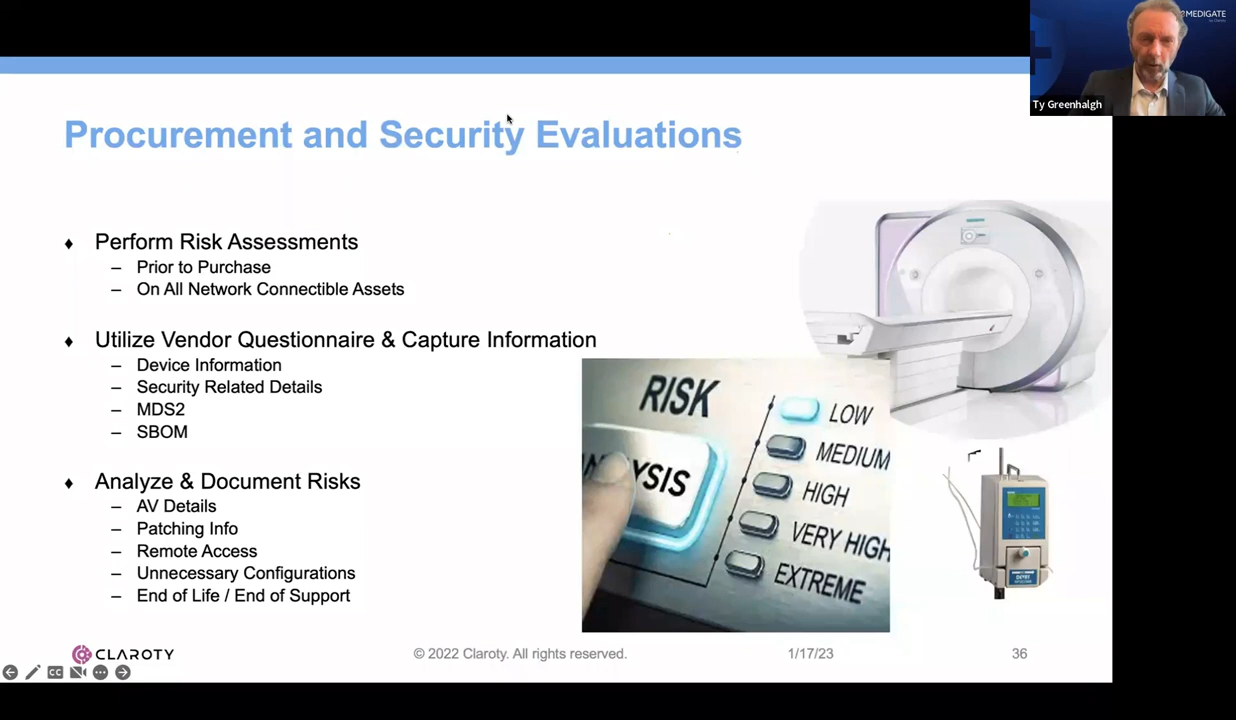 MEDIGATE
Ty Greenhalgh
Procurement and Security Evaluations
♦ Perform Risk Assessments
– Prior to Purchase
– On All Network Connectible Assets
♦ Utilize Vendor Questionnaire & Capture Information
– Device Information
– Security Related Details
– MDS2
– SBOM
♦ Analyze & Document Risks
– AV Details
– Patching Info
– Remote Access
– Unnecessary Configurations
– End of Life / End of Support
RISK
LOW
MEDIUM
HIGH
VERY HIGH
EXTREME
CLAROTY
© 2022 Claroty. All rights reserved.
1/17/23
36
CC